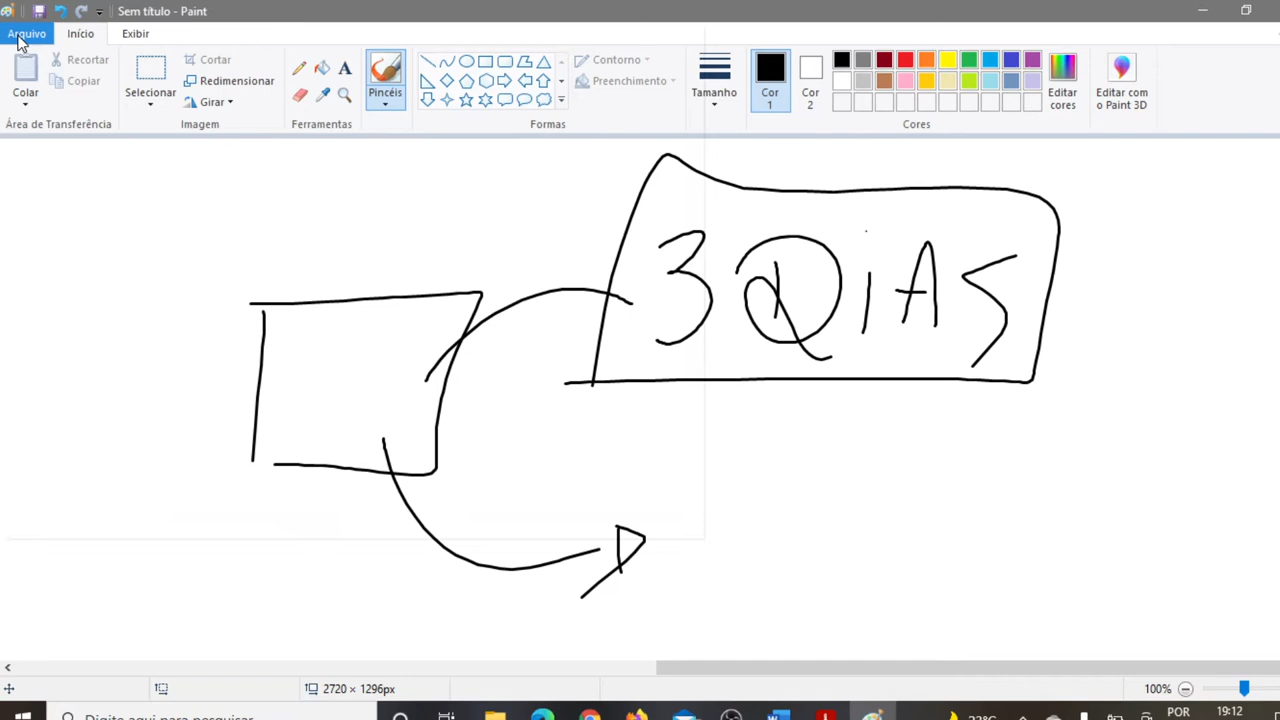 Sem título - Paint
Arquivo Início Exibir
Colar
Recortar
Copiar
Área de Transferência
Selecionar
Cortar
Redimensionar
Girar
Imagem
A
Ferramentas
Pincéis
Contorno
Preenchimento
Formas
Tamanho
Cor 1
Cor 2
Editar cores
Cores
Editar com o Paint 3D
3 DiAS
2720 × 1296px
100%
Digite aqui para pesquisar
POR
19:12